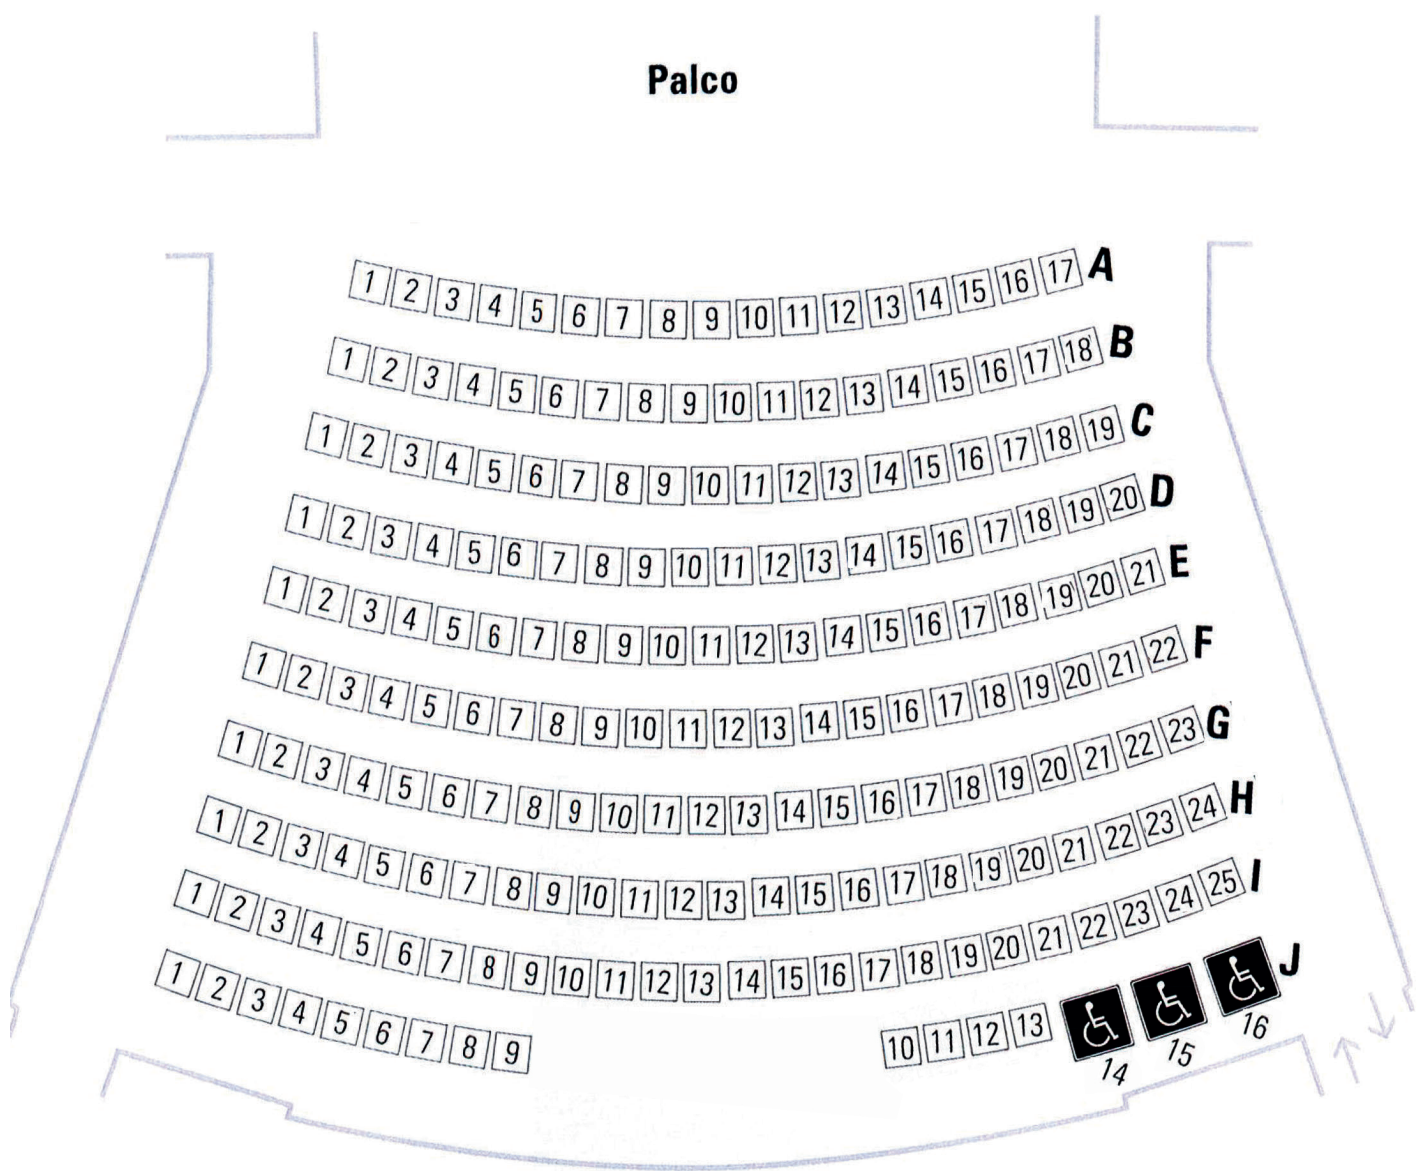 Palco
1 2 3 4 5 6 7 8 9 10 11 12 13 14 15 16 17 A
1 2 3 4 5 6 7 8 9 10 11 12 13 14 15 16 17 18 B
1 2 3 4 5 6 7 8 9 10 11 12 13 14 15 16 17 18 19 C
1 2 3 4 5 6 7 8 9 10 11 12 13 14 15 16 17 18 19 20 D
1 2 3 4 5 6 7 8 9 10 11 12 13 14 15 16 17 18 19 20 21 E
1 2 3 4 5 6 7 8 9 10 11 12 13 14 15 16 17 18 19 20 21 22 F
1 2 3 4 5 6 7 8 9 10 11 12 13 14 15 16 17 18 19 20 21 22 23 G
1 2 3 4 5 6 7 8 9 10 11 12 13 14 15 16 17 18 19 20 21 22 23 24 H
1 2 3 4 5 6 7 8 9 10 11 12 13 14 15 16 17 18 19 20 21 22 23 24 25 I
1 2 3 4 5 6 7 8 9 10 11 12 13 J
14 15 16